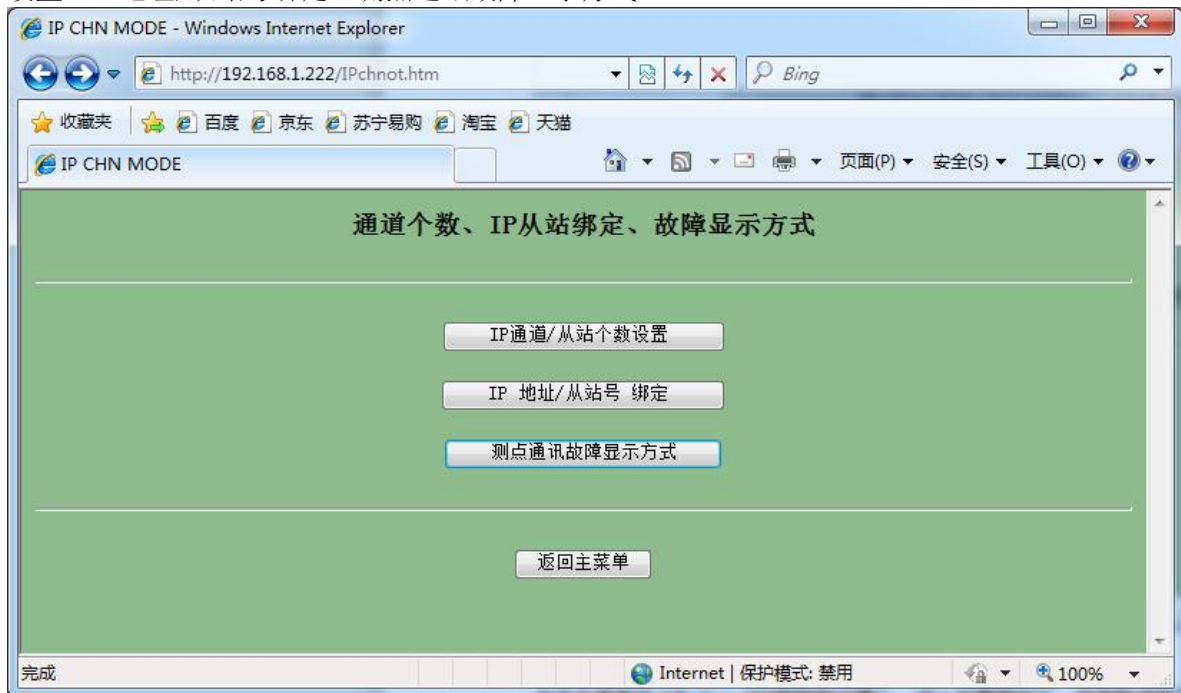 IP CHN MODE - Windows Internet Explorer
http://192.168.1.222/IPchnot.htm
Bing
收藏夹 百度 京东 苏宁易购 淘宝 天猫
IP CHN MODE 页面(P) 安全(S) 工具(O)
通道个数、IP从站绑定、故障显示方式
IP通道/从站个数设置
IP 地址/从站号 绑定
测点通讯故障显示方式
返回主菜单
完成 Internet | 保护模式: 禁用 100%